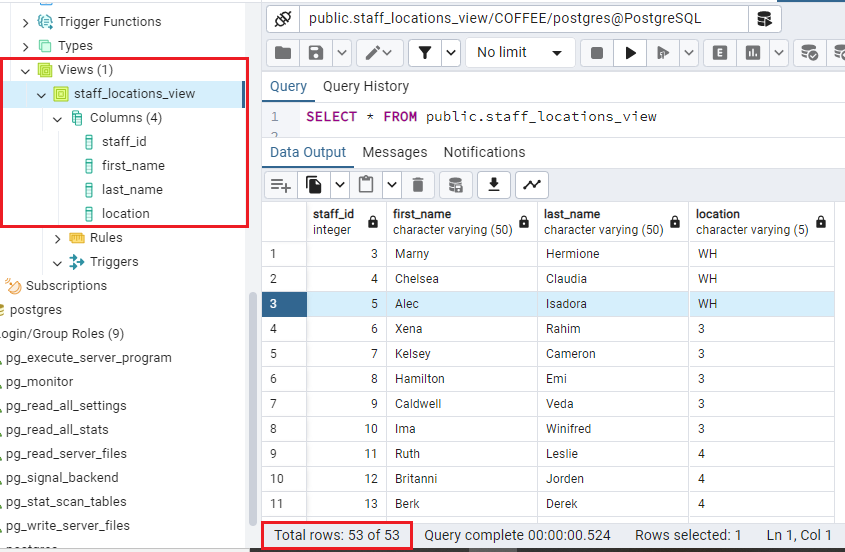 Trigger Functions
Types
Views (1)
staff_locations_view
Columns (4)
staff_id
first_name
last_name
location
Rules
Triggers
Subscriptions
postgres
ogin/Group Roles (9)
pg_execute_server_program
pg_monitor
pg_read_all_settings
pg_read_all_stats
pg_read_server_files
pg_signal_backend
pg_stat_scan_tables
pg_write_server_files
public.staff_locations_view/COFFEE/postgres@PostgreSQL
No limit
E
Query Query History
1 SELECT * FROM public.staff_locations_view
2
Data Output Messages Notifications
staff_id first_name last_name location
integer character varying (50) character varying (50) character varying (5)
1 3 Marny Hermione WH
2 4 Chelsea Claudia WH
3 5 Alec Isadora WH
4 6 Xena Rahim 3
5 7 Kelsey Cameron 3
6 8 Hamilton Emi 3
7 9 Caldwell Veda 3
8 10 Ima Winifred 3
9 11 Ruth Leslie 4
10 12 Britanni Jorden 4
11 13 Berk Derek 4
Total rows: 53 of 53 Query complete 00:00:00.524 Rows selected: 1 Ln 1, Col 1